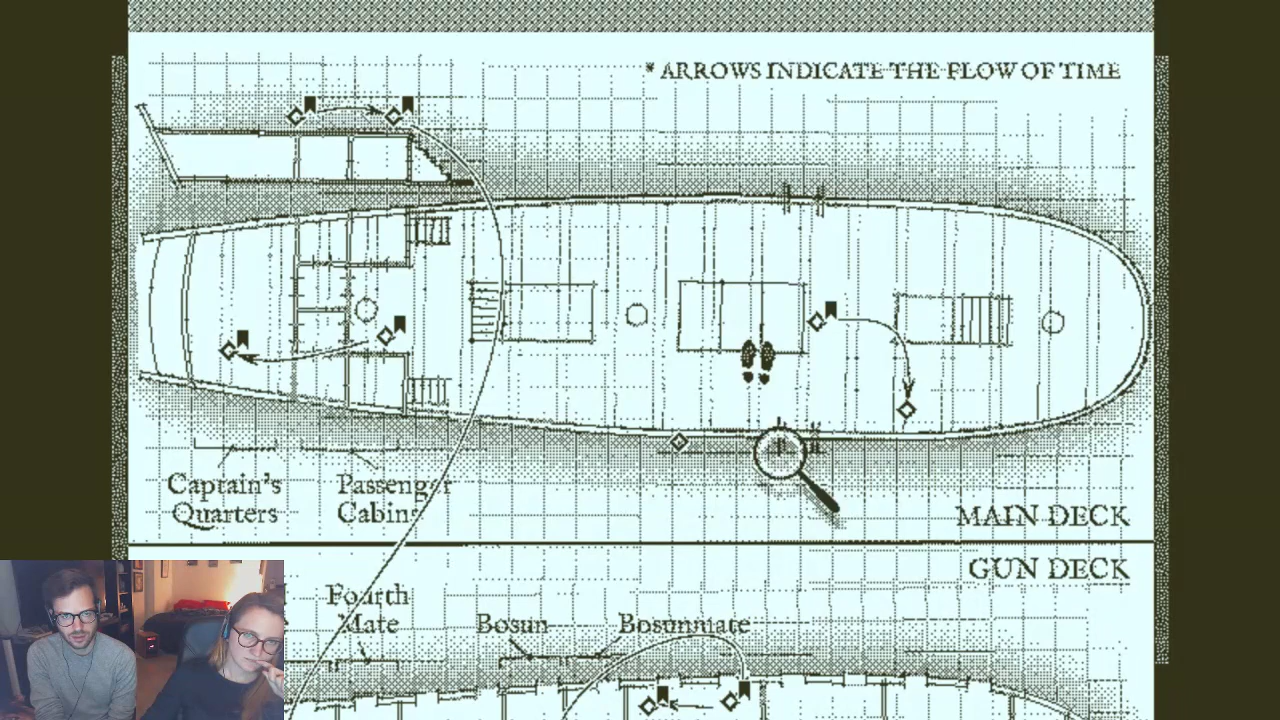 * ARROWS INDICATE THE FLOW OF TIME
Captain's
Quarters
Passenger
Cabins
MAIN DECK
GUN DECK
Fourth
Mate
Bosun
Bosunmate